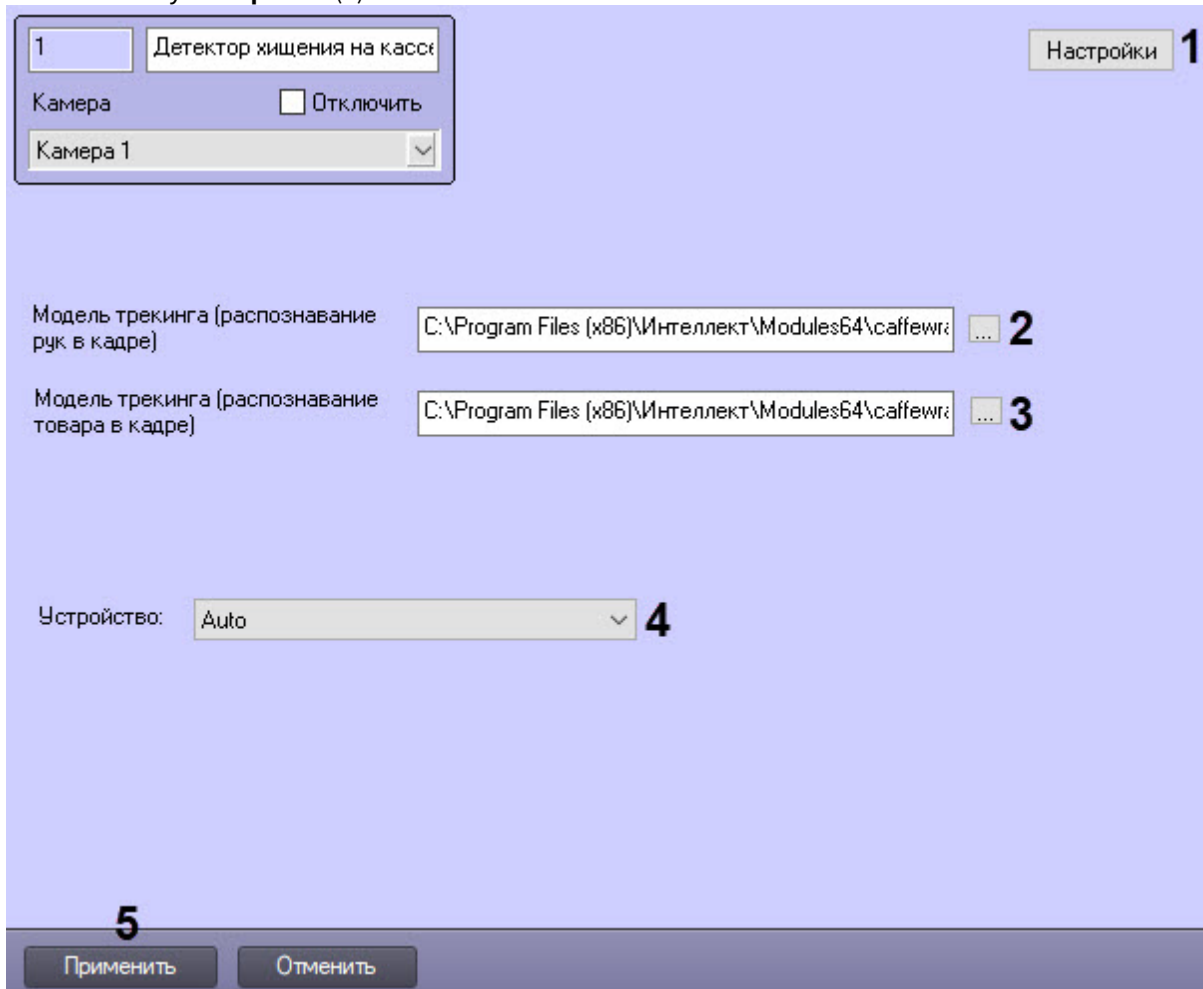 1
Детектор хищения на кассе
Настройки 1
Камера
Отключить
Камера 1
Модель трекинга (распознавание
рук в кадре)
C:\Program Files (x86)\Интеллект\Modules64\caffewra
... 2
Модель трекинга (распознавание
товара в кадре)
C:\Program Files (x86)\Интеллект\Modules64\caffewra
... 3
Устройство:
Auto
4
5
Применить
Отменить